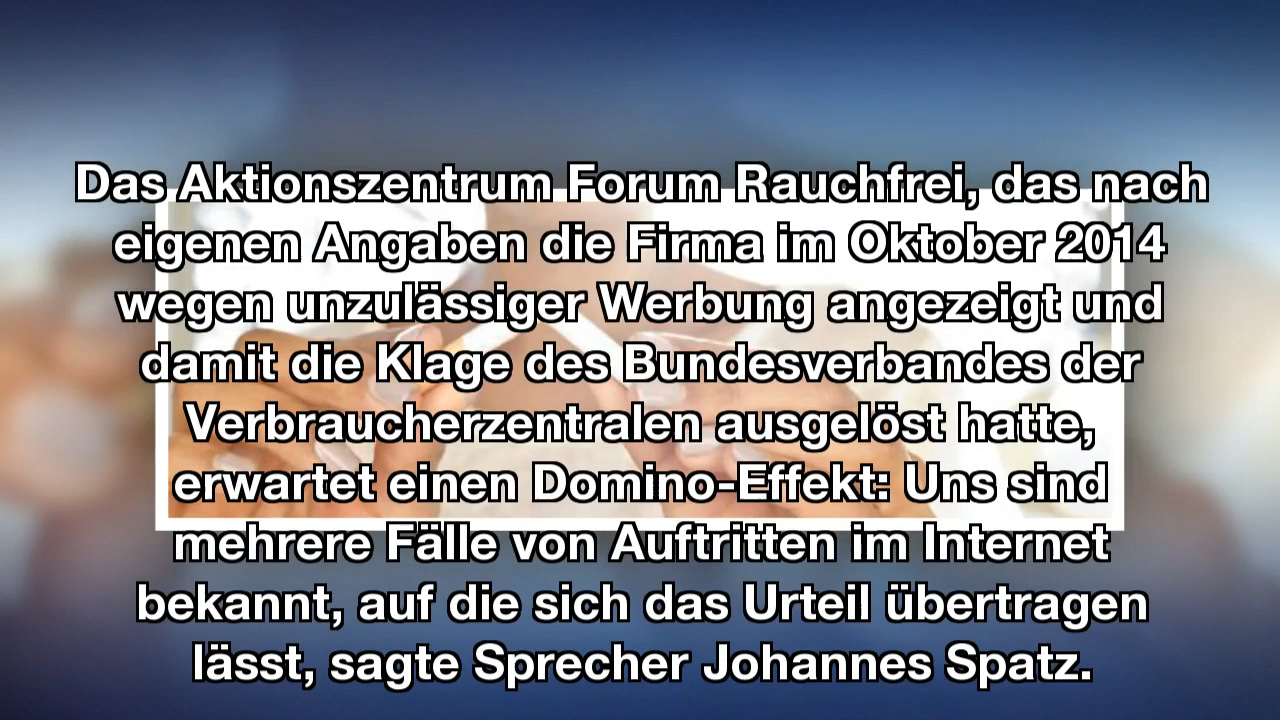 Das Aktionszentrum Forum Rauchfrei, das nach
eigenen Angaben die Firma im Oktober 2014
wegen unzulässiger Werbung angezeigt und
damit die Klage des Bundesverbandes der
Verbraucherzentralen ausgelöst hatte,
erwartet einen Domino-Effekt: Uns sind
mehrere Fälle von Auftritten im Internet
bekannt, auf die sich das Urteil übertragen
lässt, sagte Sprecher Johannes Spatz.